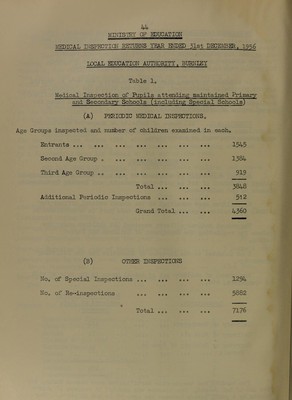 44
MINISTRY OF EDUCATION
MEDICAL INSPECTION RETURNS YEAR ENDED 31st DECEMBER, 1956
LOCAL EDUCATION AUTHORITY, BURNLEY
Table 1.
Medical Inspection of Pupils attending maintained Primary
and Secondary Schools (including Special Schools)
(A) PERIODIC MEDICAL INSPECTIONS.
Age Groups inspected and number of children examined in each.
Entrants ... ... ... ... ... ... ... 1545
Second Age Group . ... ... ... ... ... 1384
Third Age Group .. ... ... ... ... ... 919
Total ... ... ... 3848
Additional Periodic Inspections ... ... ... 512
Grand Total ... ... 4360
(B) OTHER INSPECTIONS
No. of Special Inspections ... ... ... ... 1294
No. of Re-inspections ... ... ... ... 5882
Total ... ... ... 7176